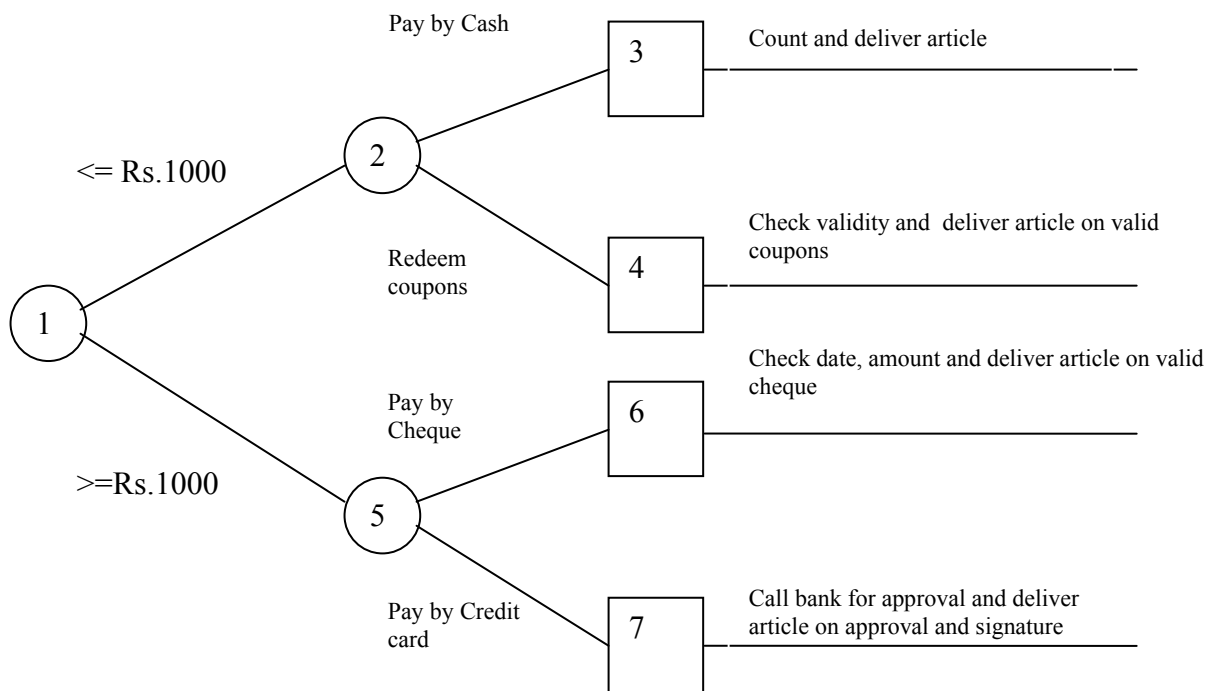 Pay by Cash
3
Count and deliver article
2
<= Rs.1000
Check validity and  deliver article on valid
coupons
Redeem
coupons
4
1
Check date, amount and deliver article on valid
cheque
Pay by
Cheque
6
>=Rs.1000
5
Pay by Credit
card
7
Call bank for approval and deliver
article on approval and signature